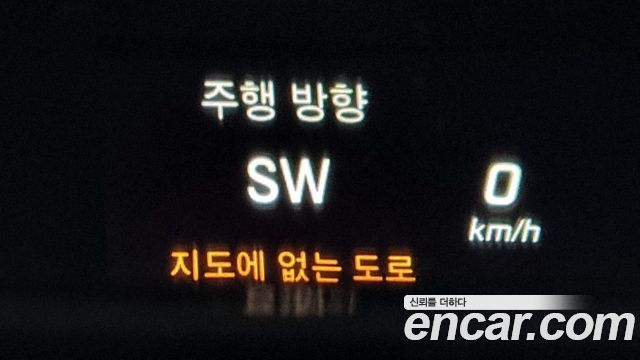 주행 방향
SW
0
km/h
지도에 없는 도로
신뢰를 더하다
encar.com